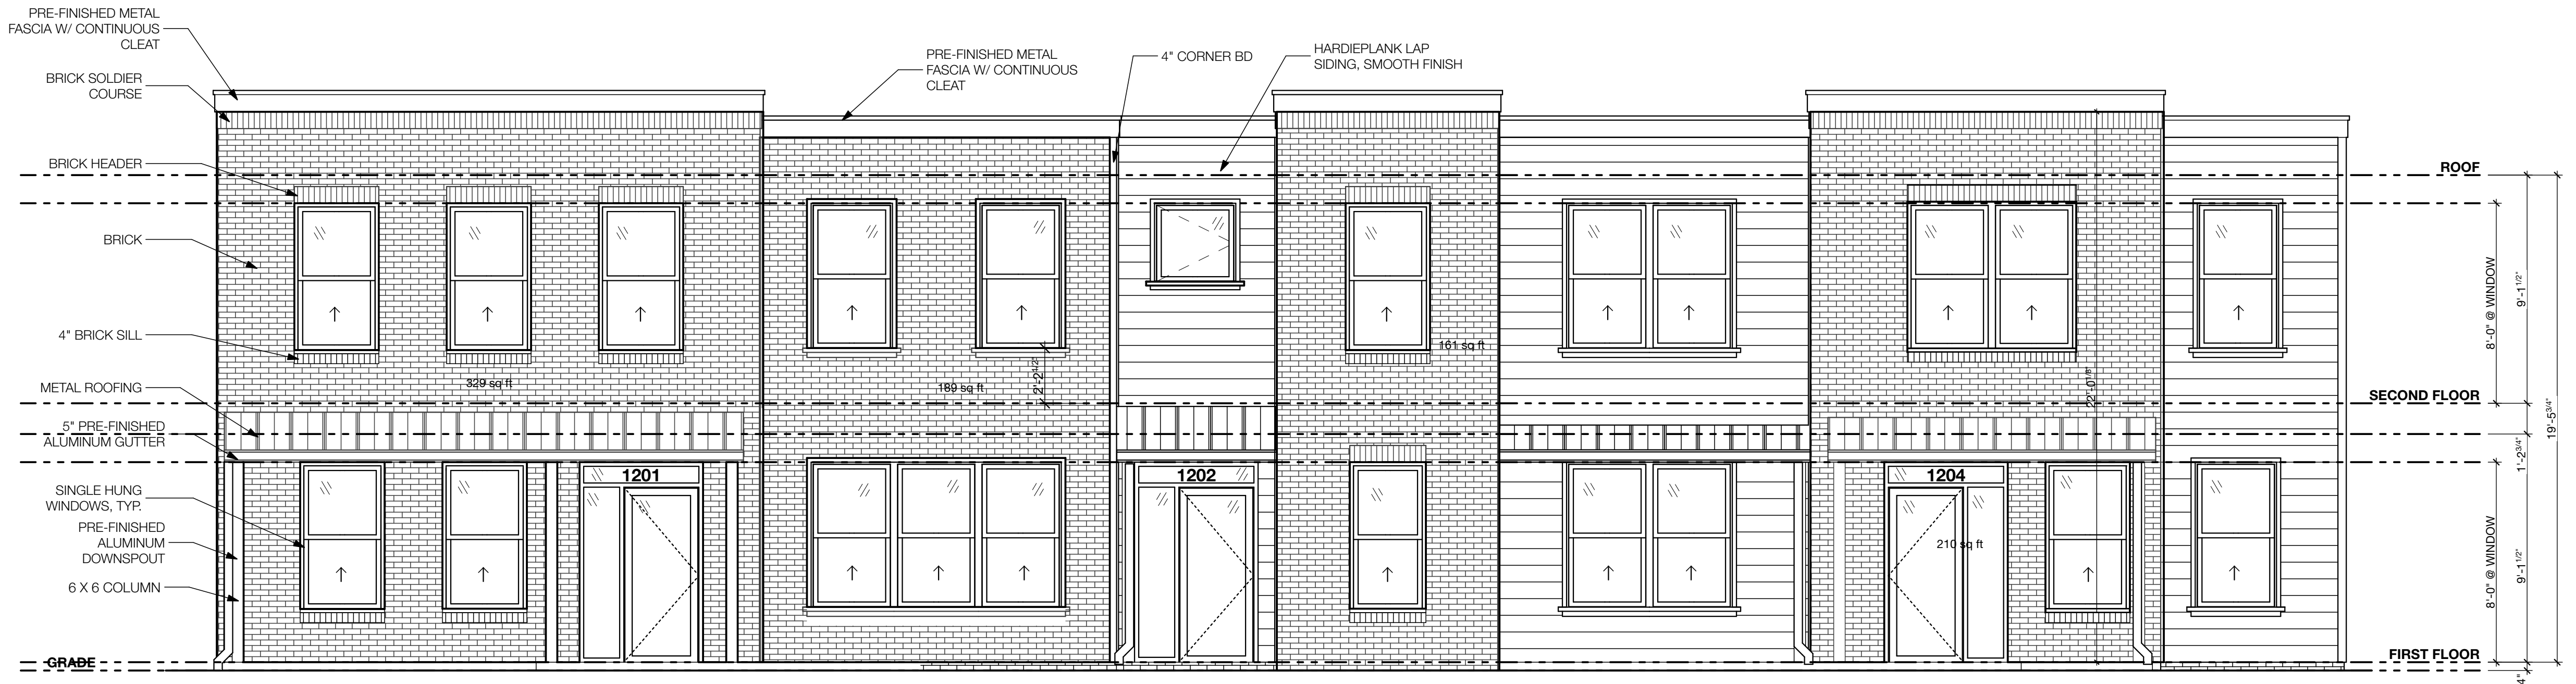 PRE-FINISHED METAL
FASCIA W/ CONTINUOUS
CLEAT
BRICK SOLDIER
COURSE
BRICK HEADER
BRICK
4" BRICK SILL
METAL ROOFING
5" PRE-FINISHED
ALUMINUM GUTTER
SINGLE HUNG
WINDOWS, TYP.
PRE-FINISHED
ALUMINUM
DOWNSPOUT
6 X 6 COLUMN
GRADE
PRE-FINISHED METAL
FASCIA W/ CONTINUOUS
CLEAT
4" CORNER BD
HARDIEPLANK LAP
SIDING, SMOOTH FINISH
329 sq ft
189 sq ft
2'-2 1/2"
161 sq ft
22'-0 1/8"
210 sq ft
1201
1202
1204
ROOF
SECOND FLOOR
FIRST FLOOR
8'-0" @ WINDOW
9'-1 1/2"
19'-5 3/4"
1'-2 3/4"
8'-0" @ WINDOW
9'-1 1/2"
4"